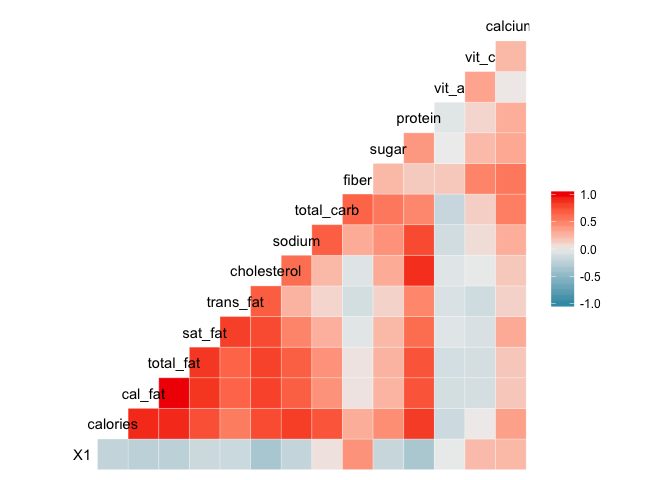 calciun
vit_c
vit_a
protein
sugar
fiber
total_carb
sodium
cholesterol
trans_fat
sat_fat
total_fat
cal_fat
calories
X1
1.0
0.5
0.0
-0.5
-1.0